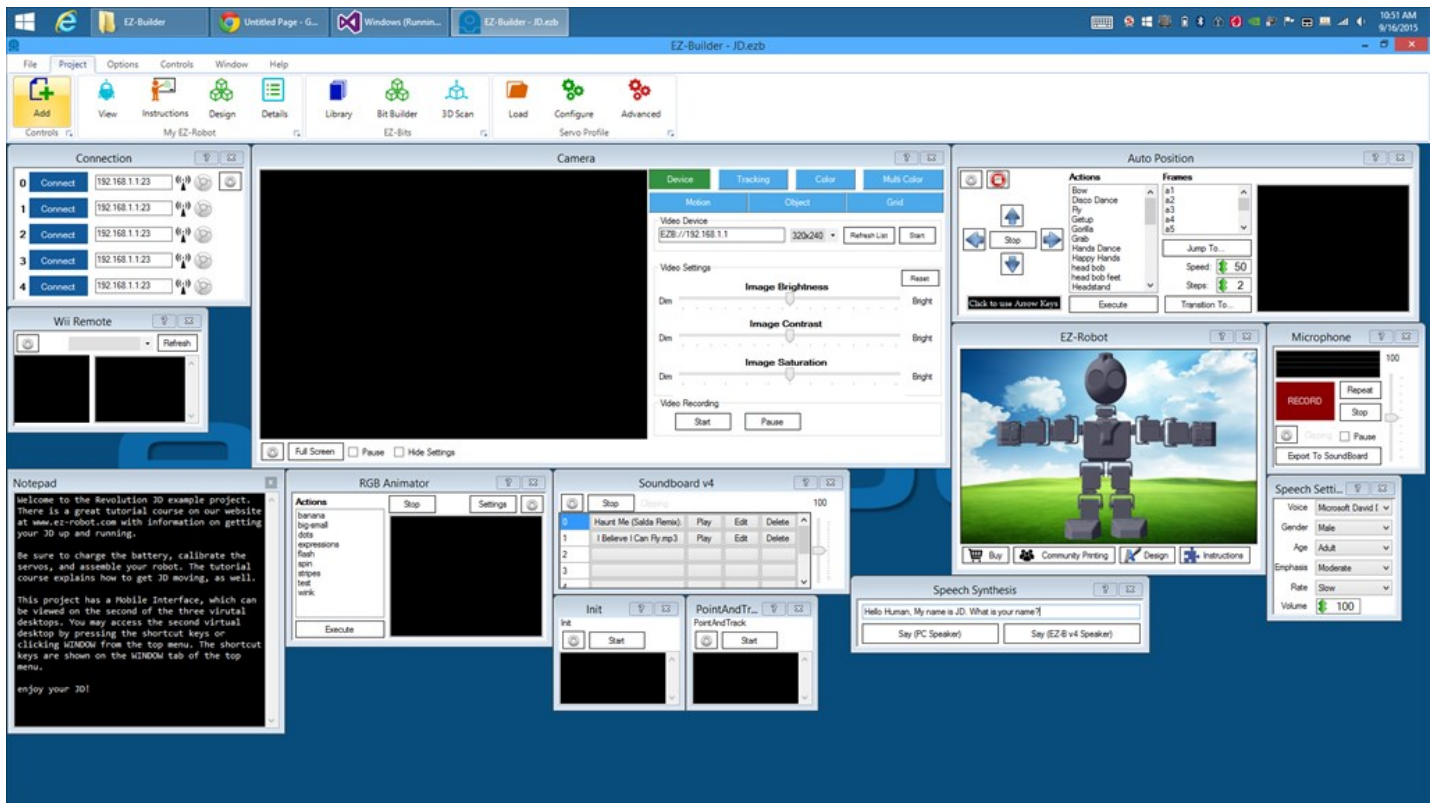 EZ-Builder
Untitled Page - G...
Windows (Runnin...
EZ-Builder - JD.ezb
10:51 AM
9/16/2015
EZ-Builder - JD.ezb
File Project Options Controls Window Help
Add View Instructions Design Details Library Bit Builder 3D Scan Load Configure Advanced
Controls My EZ-Robot EZ-Bits Servo Profile
Connection
0 Connect 192.168.1.1:23
1 Connect 192.168.1.1:23
2 Connect 192.168.1.1:23
3 Connect 192.168.1.1:23
4 Connect 192.168.1.1:23
Wii Remote
Refresh
Camera
Device Tracking Color Multi Color
Motion Object Grid
Video Device
EZB://192.168.1.1 320x240 Refresh List Start
Video Settings
Reset
Image Brightness
Dim Bright
Image Contrast
Dim Bright
Image Saturation
Dim Bright
Video Recording
Start Pause
Full Screen Pause Hide Settings
Auto Position
Actions Frames
Bow
Disco Dance
Fly
Getup
Gorilla
Grab
Hands Dance
Happy Hands
head bob
head bob feet
Headstand
a1
a2
a3
a4
a5
Stop
Jump To...
Speed: 50
Steps: 2
Click to use Arrow Keys Execute Transition To...
EZ-Robot
Buy Community Printing Design Instructions
Microphone
100
RECORD
Repeat
Stop
Clipping Pause
Export To SoundBoard
Notepad
Welcome to the Revolution JD example project.
There is a great tutorial course on our website
at www.ez-robot.com with information on getting
your JD up and running.
Be sure to charge the battery, calibrate the
servos, and assemble your robot. The tutorial
course explains how to get JD moving, as well.
This project has a Mobile Interface, which can
be viewed on the second of the three virutal
desktops. You may access the second virtual
desktop by pressing the shortcut keys or
clicking WINDOW from the top menu. The shortcut
keys are shown on the WINDOW tab of the top
menu.
enjoy your JD!
RGB Animator
Actions Stop Settings
banana
big-small
dots
expressions
flash
spin
stripes
test
wink
Execute
Soundboard v4
Stop Clipping 100
0 Haunt Me (Salda Remix). Play Edit Delete
1 I Believe I Can Fly.mp3 Play Edit Delete
2
3
4
Init
Init
Start
PointAndTr...
PointAndTrack
Start
Speech Synthesis
Hello Human, My name is JD. What is your name?
Say (PC Speaker) Say (EZ-B v4 Speaker)
Speech Setti...
Voice Microsoft David D
Gender Male
Age Adult
Emphasis Moderate
Rate Slow
Volume 100